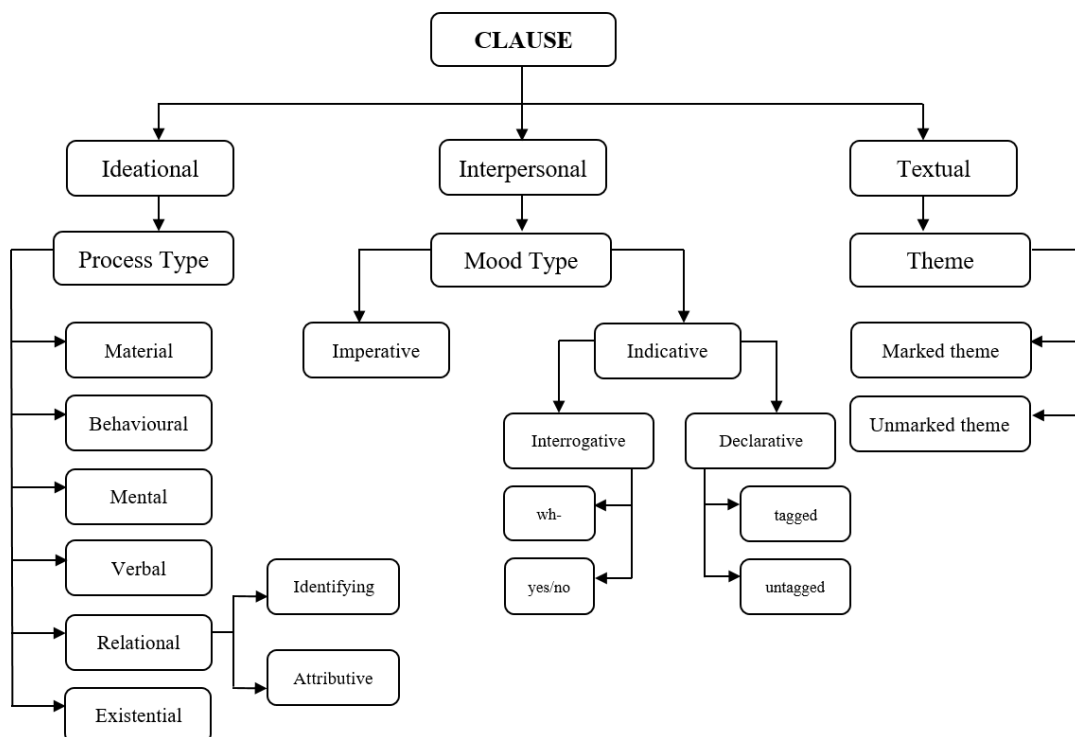 CLAUSE
Ideational
Interpersonal
Textual
Process Type
Mood Type
Theme
Material
Imperative
Indicative
Marked theme
Behavioural
Interrogative
Declarative
Unmarked theme
Mental
wh-
tagged
Verbal
Identifying
yes/no
untagged
Relational
Attributive
Existential